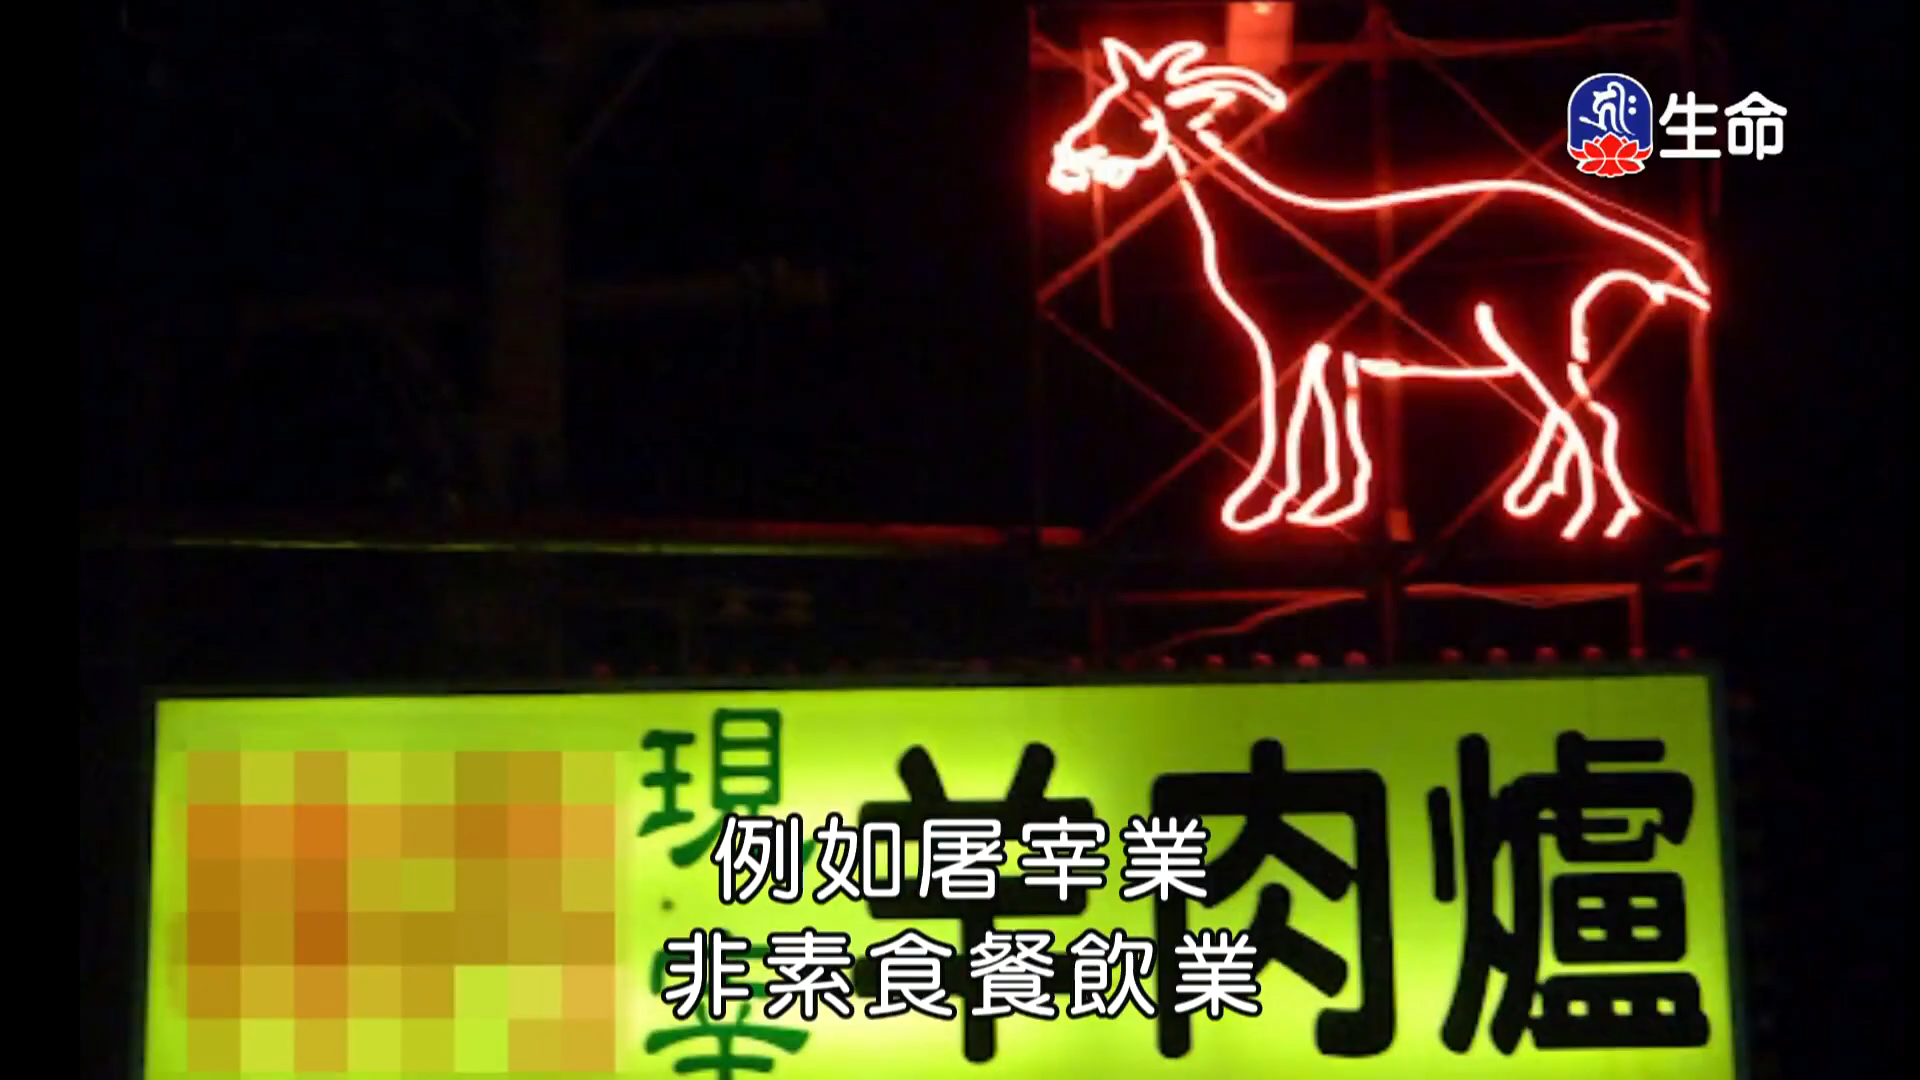 生命
現宰
羊肉爐
例如屠宰業
非素食餐飲業